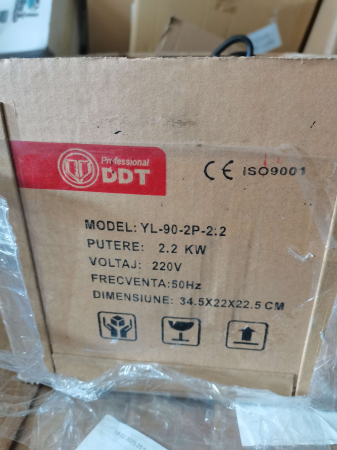 Professional
DDT
CE ISO9001
MODEL: YL-90-2P-2.2
PUTERE: 2.2 KW
VOLTAJ: 220V
FRECVENTA:50Hz
DIMENSIUNE: 34.5X22X22.5 CM